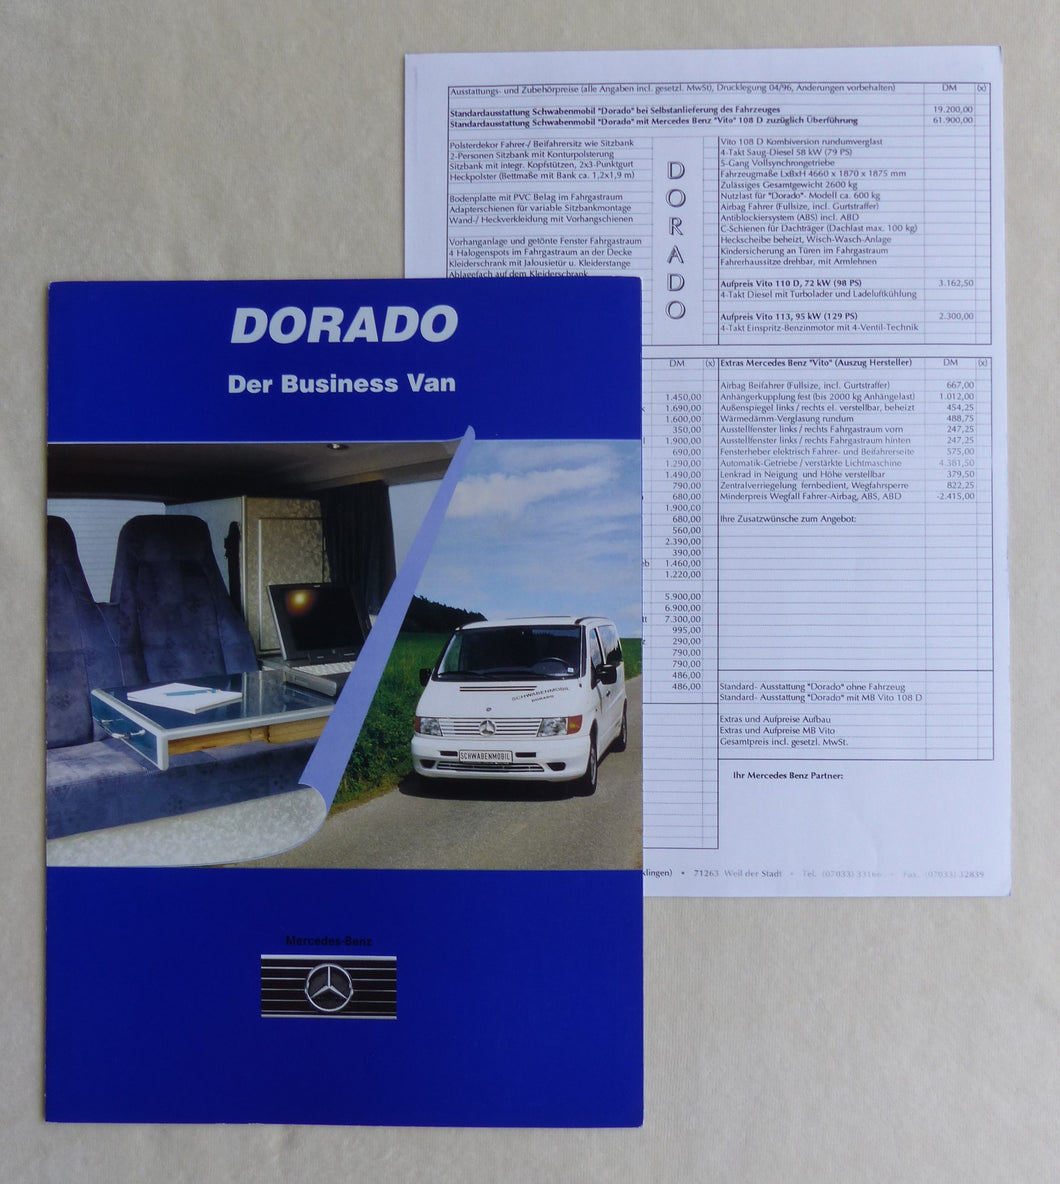 Ausstattungs- und Zubehörpreise (alle Angaben incl. gesetzl. MwSt), Drucklegung 04/96, Änderungen vorbehalten) DM (x)
Standardausstattung Schwabenmobil "Dorado" bei Selbstanlieferung des Fahrzeuges 19.200,00
Standardausstattung Schwabenmobil "Dorado" mit Mercedes Benz "Vito" 108 D zuzüglich Überführung 61.900,00
Polsterdekor Fahrer-/ Beifahrersitz wie Sitzbank
2-Personen Sitzbank mit Konturpolsterung
Sitzbank mit integr. Kopfstützen, 2x3-Punktgurt
Heckpolster (Bettmaße mit Bank ca. 1,2x1,9 m)
Bodenplatte mit PVC Belag im Fahrgastraum
Adapterschienen für variable Sitzbankmontage
Wand-/ Heckverkleidung mit Vorhangschienen
Vorhanganlage und getönte Fenster Fahrgastraum
4 Halogenspots im Fahrgastraum an der Decke
Kleiderschrank mit Jalousietür u. Kleiderstange
Ablagefach auf dem Kleiderschrank
DORADO
Vito 108 D Kombiversion rundumverglast
4-Takt Saug-Diesel 58 kW (79 PS)
5-Gang Vollsynchrongetriebe
Fahrzeugmaße LxBxH 4660 x 1870 x 1875 mm
Zulässiges Gesamtgewicht 2600 kg
Nutzlast für "Dorado"- Modell ca. 600 kg
Airbag Fahrer (Fullsize, incl. Gurtstraffer)
Antiblockiersystem (ABS) incl. ABD
C-Schienen für Dachträger (Dachlast max. 100 kg)
Heckscheibe beheizt, Wisch-Wasch-Anlage
Kindersicherung an Türen im Fahrgastraum
Fahrerhaussitze drehbar, mit Armlehnen
Aufpreis Vito 110 D, 72 kW (98 PS) 3.162,50
4-Takt Diesel mit Turbolader und Ladeluftkühlung
Aufpreis Vito 113, 95 kW (129 PS) 2.300,00
4-Takt Einspritz-Benzinmotor mit 4-Ventil-Technik
DM (x)
1.450,00
1.690,00
1.600,00
350,00
1.900,00
690,00
1.290,00
1.490,00
790,00
680,00
1.900,00
680,00
560,00
2.390,00
390,00
1.460,00
1.220,00
5.900,00
6.900,00
7.300,00
995,00
290,00
790,00
790,00
486,00
486,00
Extras Mercedes Benz "Vito" (Auszug Hersteller) DM (x)
Airbag Beifahrer (Fullsize, incl. Gurtstraffer) 667,00
Anhängerkupplung fest (bis 2000 kg Anhängelast) 1.012,00
Außenspiegel links / rechts el. verstellbar, beheizt 454,25
Wärmedämm-Verglasung rundum 488,75
Ausstellfenster links / rechts Fahrgastraum vorn 247,25
Ausstellfenster links / rechts Fahrgastraum hinten 247,25
Fensterheber elektrisch Fahrer- und Beifahrerseite 575,00
Automatik-Getriebe / verstärkte Lichtmaschine 4.381,50
Lenkrad in Neigung und Höhe verstellbar 379,50
Zentralverriegelung fernbedient, Wegfahrsperre 822,25
Minderpreis Wegfall Fahrer-Airbag, ABS, ABD -2.415,00
Ihre Zusatzwünsche zum Angebot:
Standard- Ausstattung "Dorado" ohne Fahrzeug
Standard- Ausstattung "Dorado" mit MB Vito 108 D
Extras und Aufpreise Aufbau
Extras und Aufpreise MB Vito
Gesamtpreis incl. gesetzl. MwSt.
Ihr Mercedes Benz Partner:
klingen) • 71263 Weil der Stadt • Tel. (07033) 33166 • Fax. (07033) 32839
DORADO
Der Business Van
SCHWABENMOBIL
DORADO
SCHWABENMOBIL
Mercedes-Benz